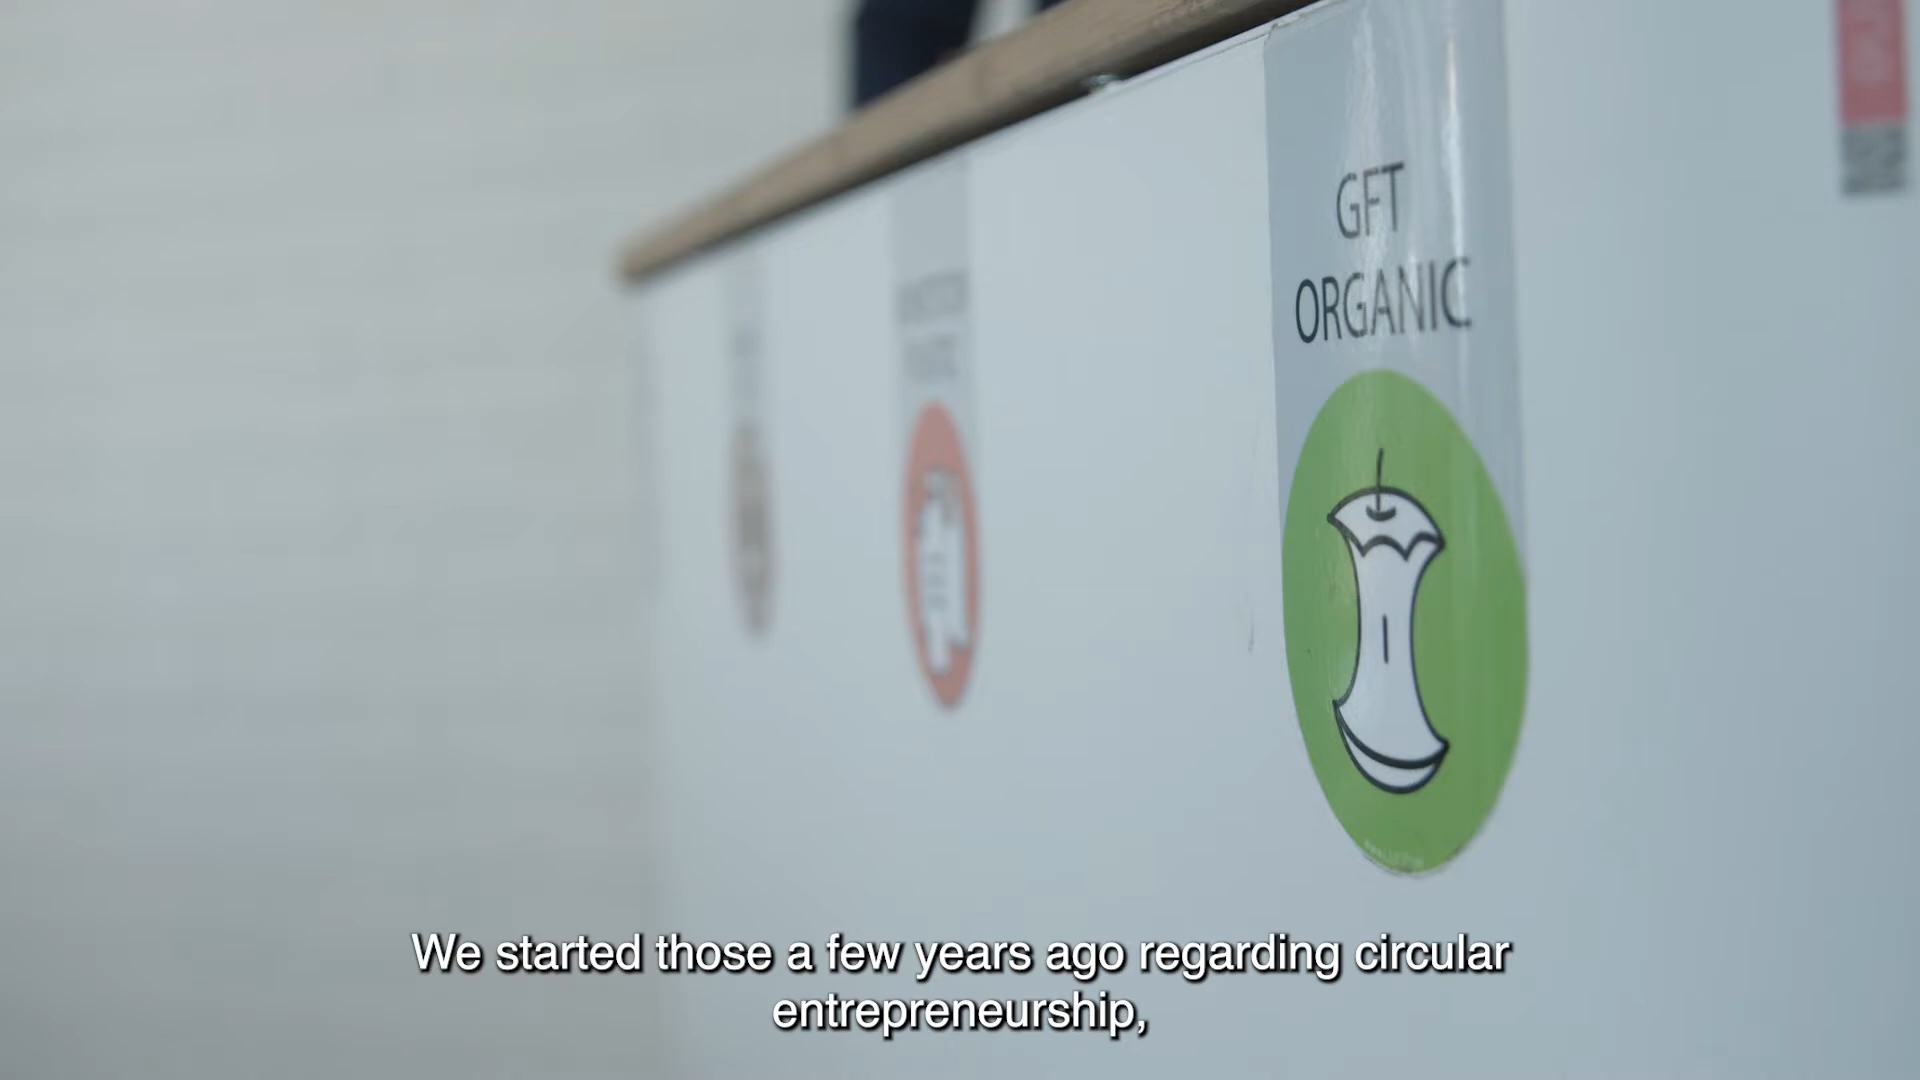 GFT
ORGANIC
We started those a few years ago regarding circular
entrepreneurship,